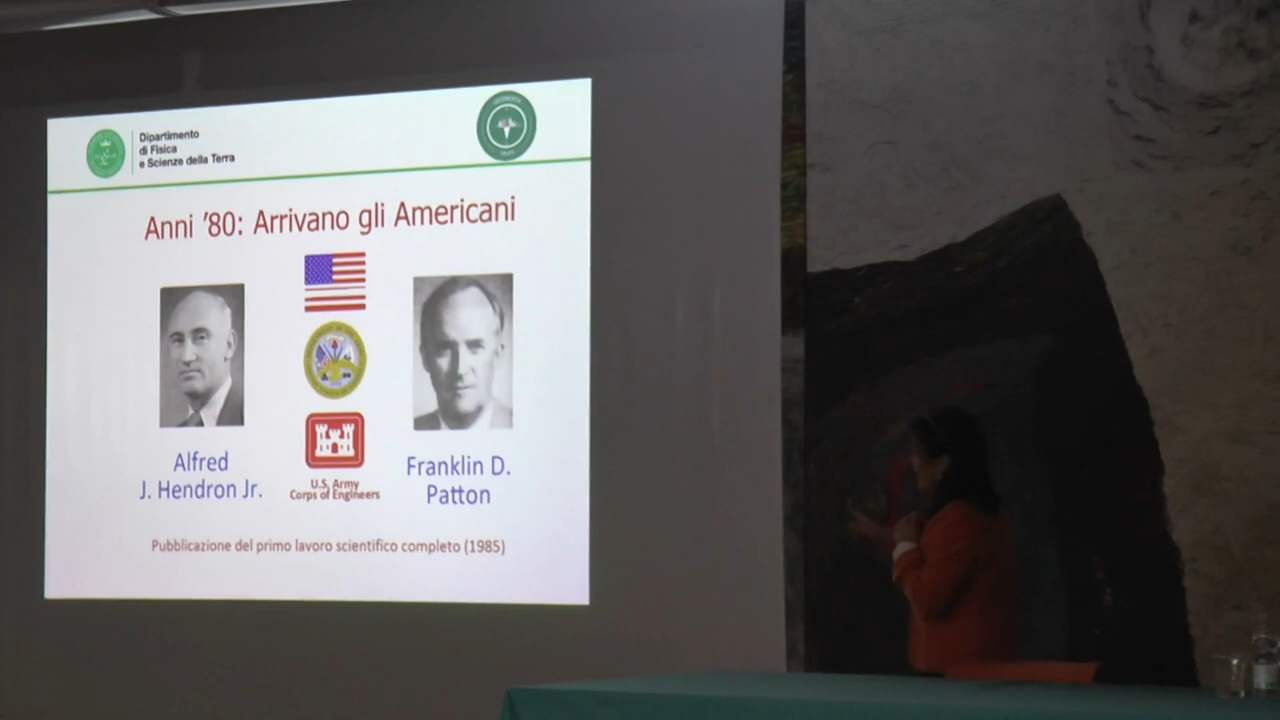 Dipartimento
di Fisica
e Scienze della Terra
Anni '80: Arrivano gli Americani
Alfred
J. Hendron Jr.
U.S. Army
Corps of Engineers
Franklin D.
Patton
Pubblicazione del primo lavoro scientifico completo (1985)